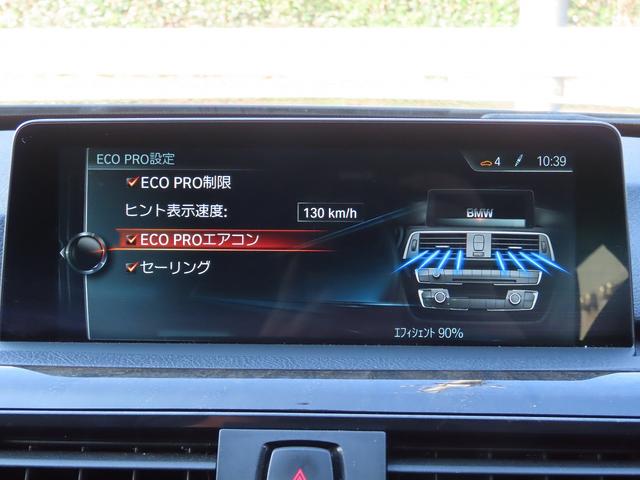 ECO PRO設定
4
10:39
ECO PRO制限
ヒント表示速度:
130 km/h
ECO PROエアコン
セーリング
BMW
ｴﾌｨｼｪﾝﾄ 90%